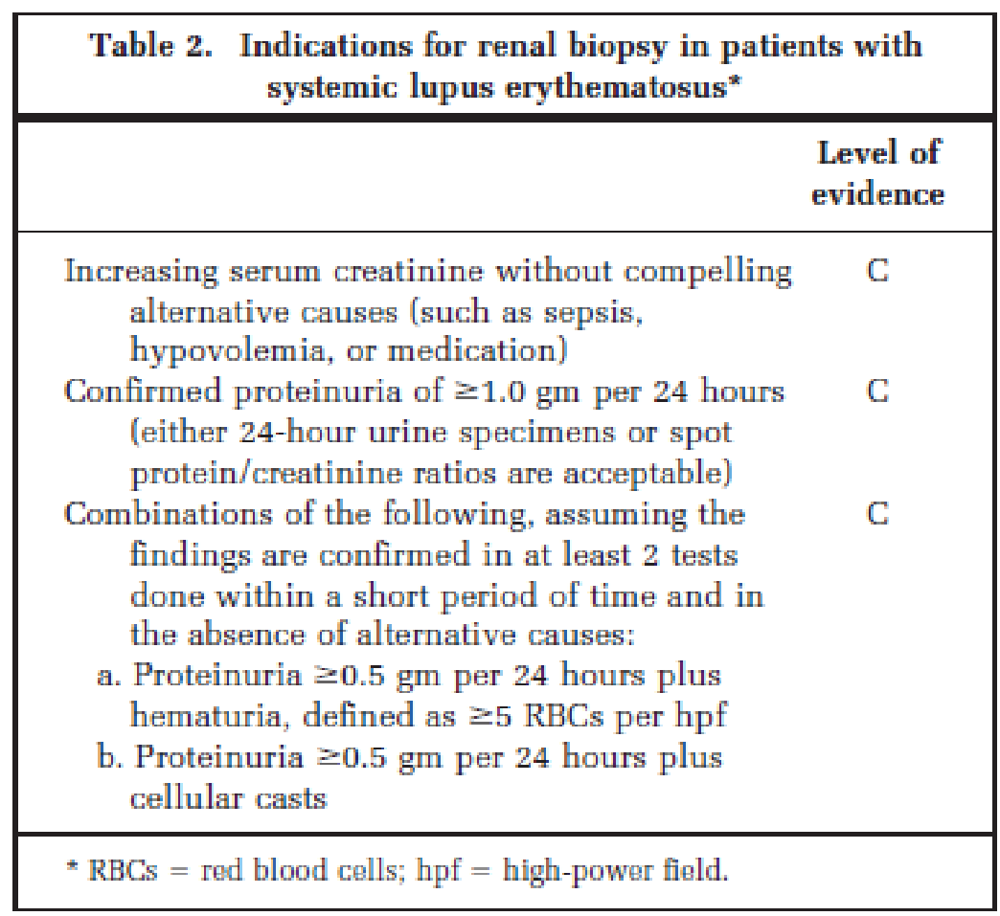 Table 2. Indications for renal biopsy in patients with
systemic lupus erythematosus*
Level of
evidence
Increasing serum creatinine without compelling C
alternative causes (such as sepsis,
hypovolemia, or medication)
Confirmed proteinuria of ≥1.0 gm per 24 hours C
(either 24-hour urine specimens or spot
protein/creatinine ratios are acceptable)
Combinations of the following, assuming the C
findings are confirmed in at least 2 tests
done within a short period of time and in
the absence of alternative causes:
a. Proteinuria ≥0.5 gm per 24 hours plus
hematuria, defined as ≥5 RBCs per hpf
b. Proteinuria ≥0.5 gm per 24 hours plus
cellular casts
* RBCs = red blood cells; hpf = high-power field.